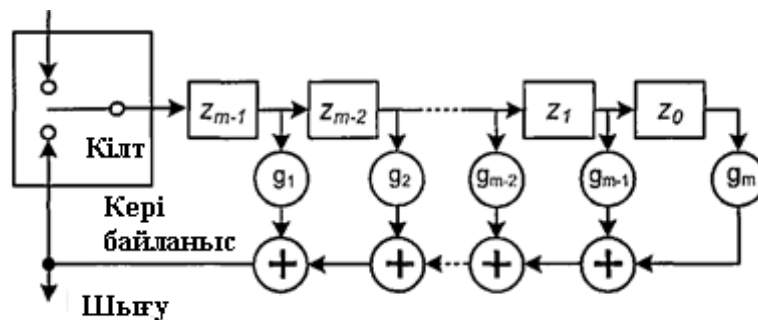 z_{m-1} z_{m-2} z_1 z_0
Кілт
g_1 g_2 g_{m-2} g_{m-1} g_m
Кері
байланыс
+ + + +
Шығу